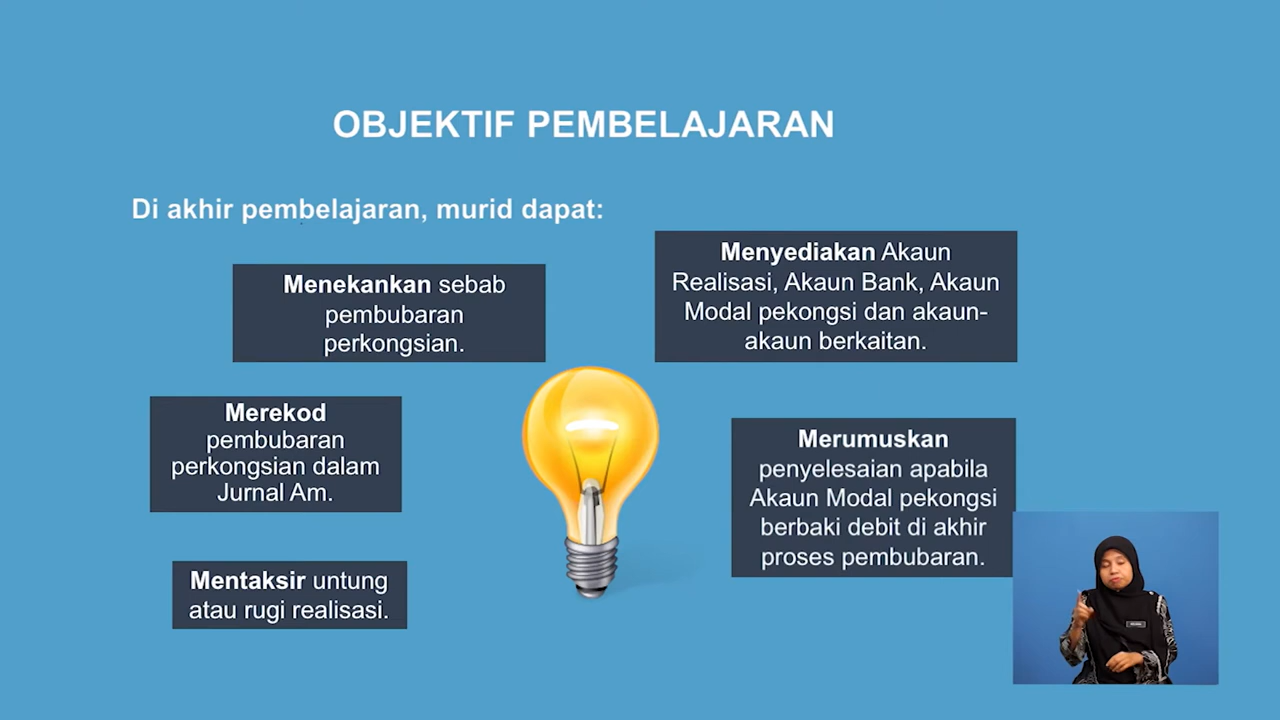 OBJEKTIF PEMBELAJARAN
Di akhir pembelajaran, murid dapat:
Menekankan sebab
pembubaran
perkongsian.
Menyediakan Akaun
Realisasi, Akaun Bank, Akaun
Modal pekongsi dan akaun-
akaun berkaitan.
Merekod
pembubaran
perkongsian dalam
Jurnal Am.
Merumuskan
penyelesaian apabila
Akaun Modal pekongsi
berbaki debit di akhir
proses pembubaran.
Mentaksir untung
atau rugi realisasi.